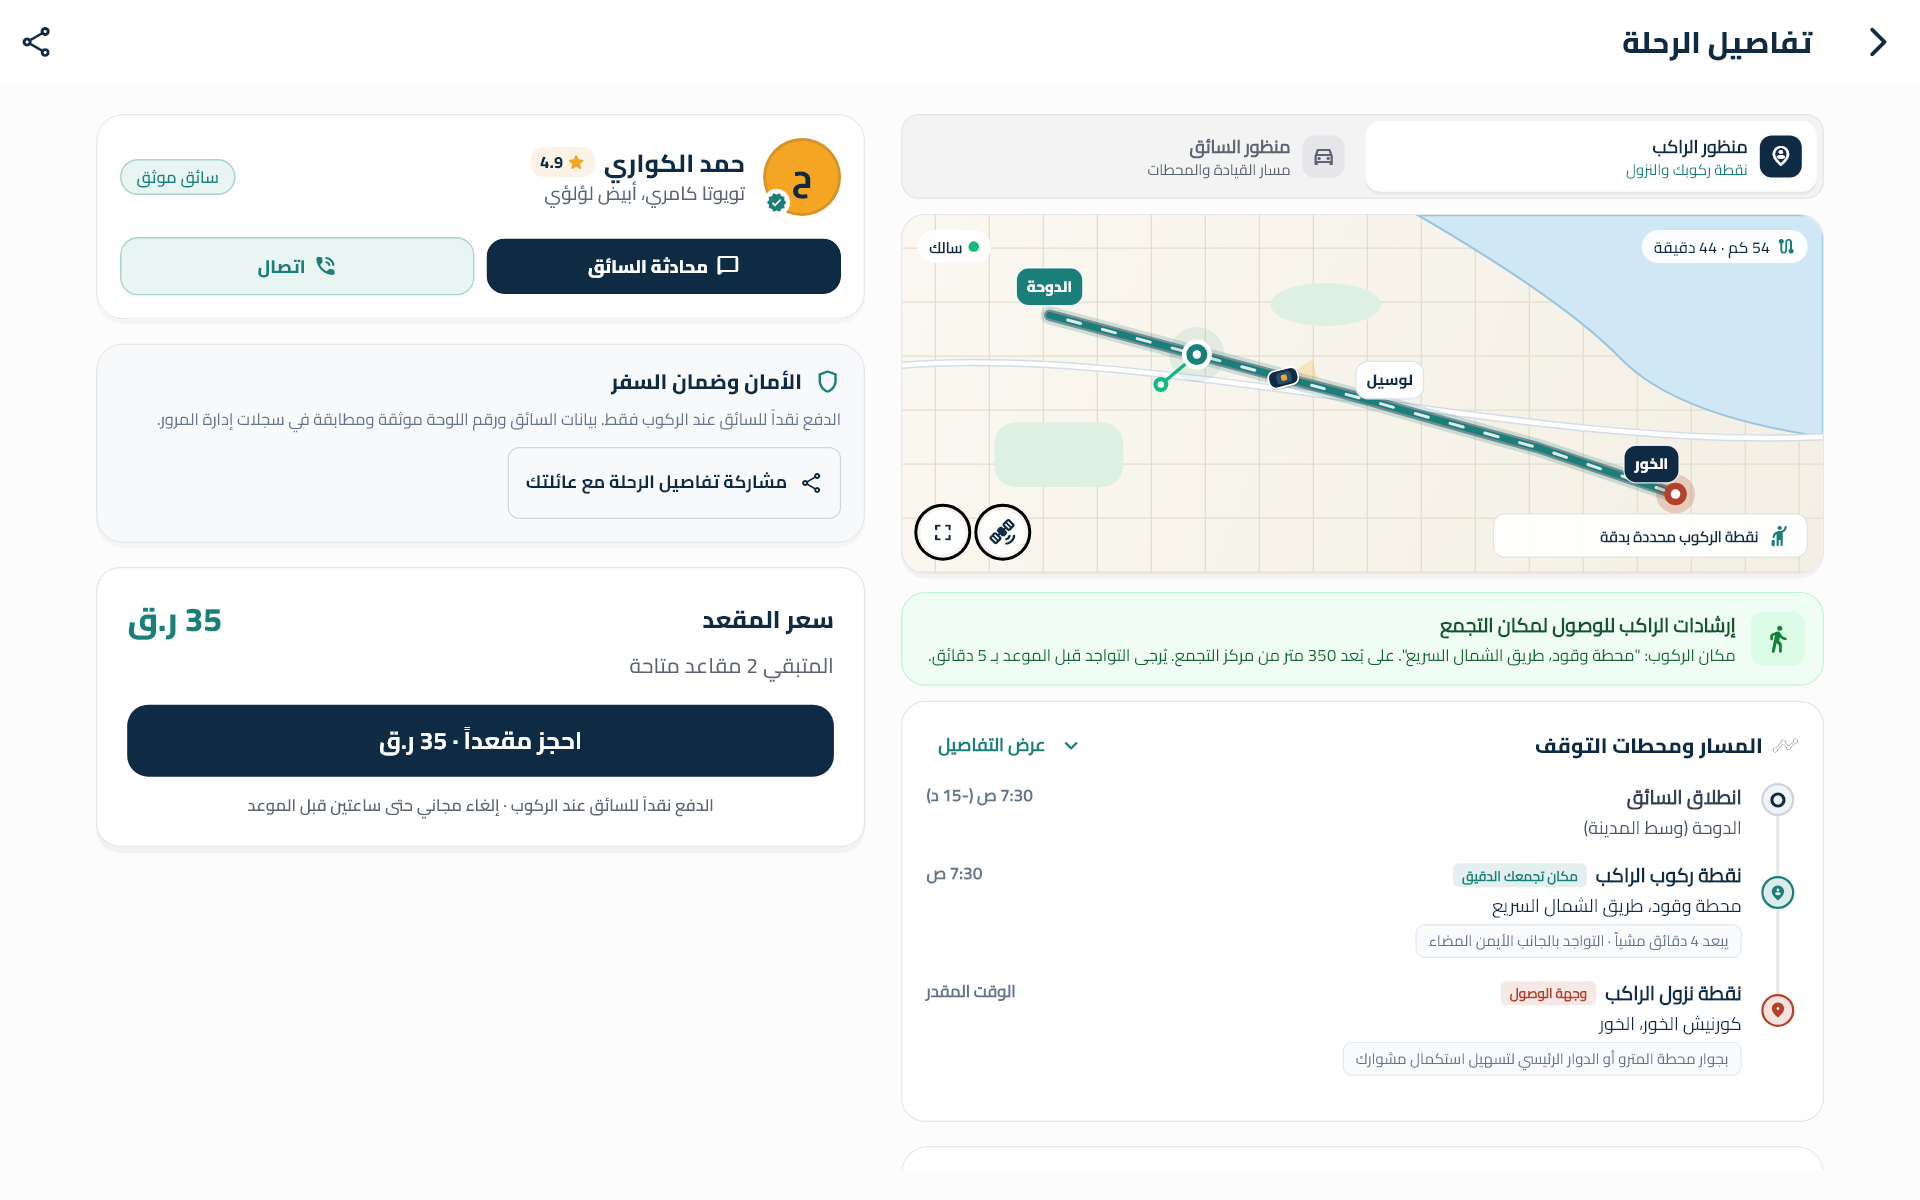 تفاصيل الرحلة
منظور الراكب
نقطة ركوبك والنزول
منظور السائق
مسار القيادة والمحطات
54 كم · 44 دقيقة
سالك
الدوحة
لوسيل
الخور
نقطة الركوب محددة بدقة
إرشادات الراكب للوصول لمكان التجمع
مكان الركوب: "محطة وقود، طريق الشمال السريع". على بُعد 350 متر من مركز التجمع. يُرجى التواجد قبل الموعد بـ 5 دقائق.
المسار ومحطات التوقف
عرض التفاصيل
انطلاق السائق
7:30 ص (-15 د)
الدوحة (وسط المدينة)
نقطة ركوب الراكب
مكان تجمعك الدقيق
7:30 ص
محطة وقود، طريق الشمال السريع
يبعد 4 دقائق مشياً · التواجد بالجانب الأيمن المضاء
نقطة نزول الراكب
وجهة الوصول
الوقت المقدر
كورنيش الخور، الخور
بجوار محطة المترو أو الدوار الرئيسي لتسهيل استكمال مشوارك
ح
حمد الكواري
4.9
تويوتا كامري، أبيض لؤلؤي
سائق موثق
محادثة السائق
اتصال
الأمان وضمان السفر
الدفع نقداً للسائق عند الركوب فقط. بيانات السائق ورقم اللوحة موثقة ومطابقة في سجلات إدارة المرور.
مشاركة تفاصيل الرحلة مع عائلتك
سعر المقعد
35 ر.ق
المتبقي 2 مقاعد متاحة
احجز مقعداً · 35 ر.ق
الدفع نقداً للسائق عند الركوب · إلغاء مجاني حتى ساعتين قبل الموعد